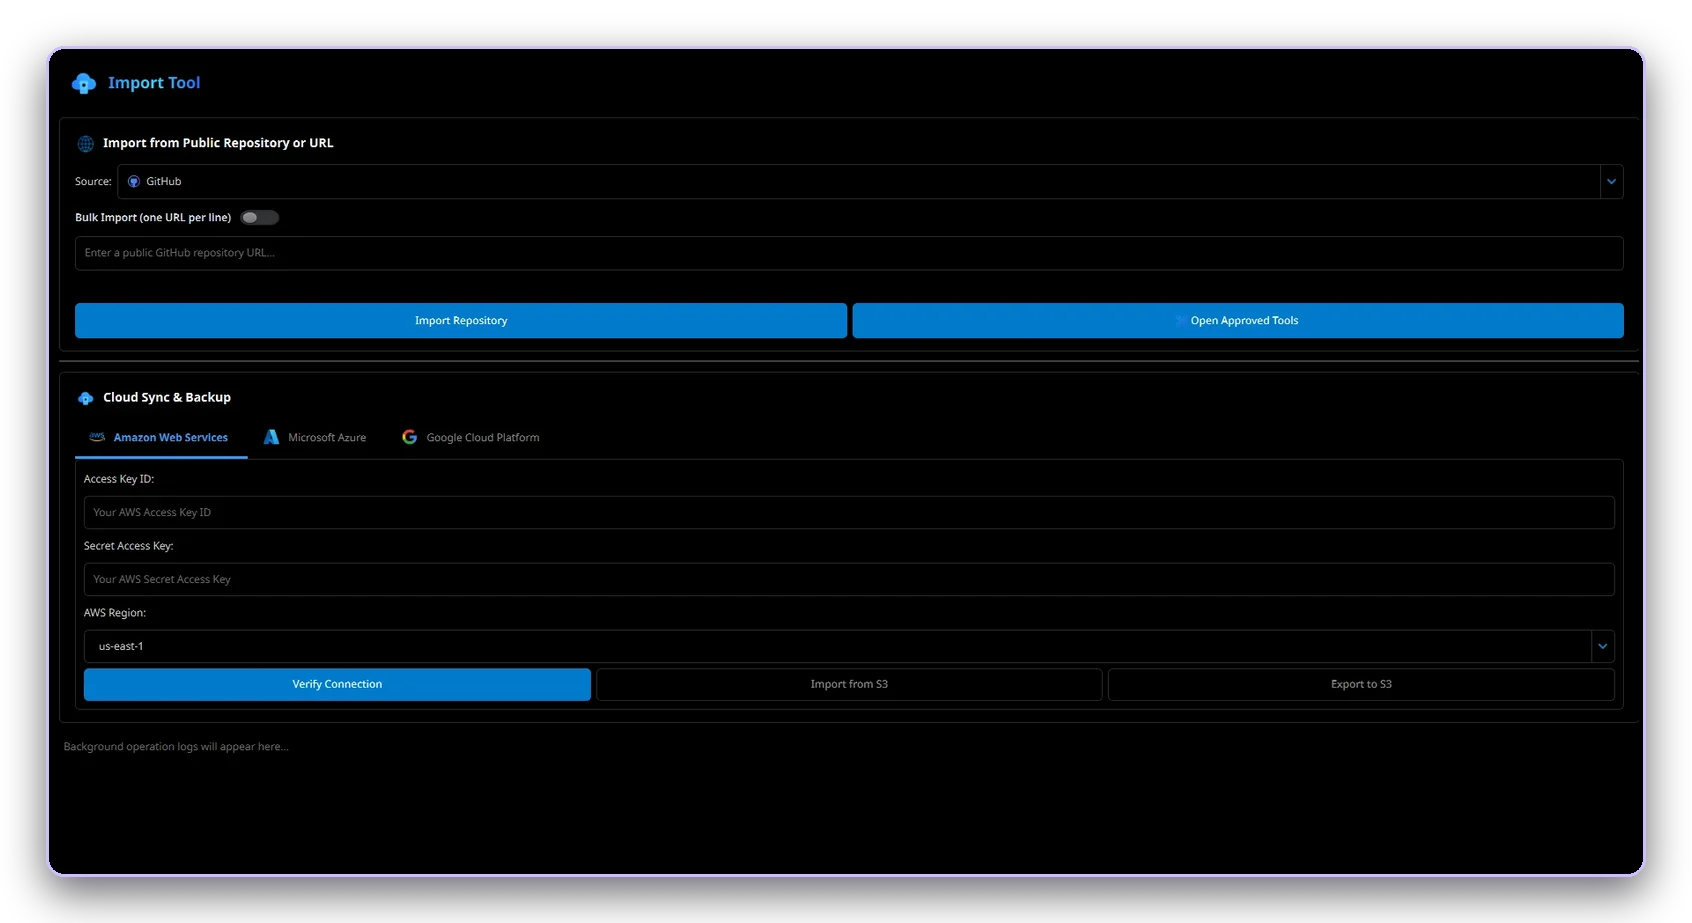 Import Tool
Import from Public Repository or URL
Source: GitHub
Bulk Import (one URL per line)
Enter a public GitHub repository URL...
Import Repository Open Approved Tools
Cloud Sync & Backup
aws Amazon Web Services Microsoft Azure Google Cloud Platform
Access Key ID:
Your AWS Access Key ID
Secret Access Key:
Your AWS Secret Access Key
AWS Region:
us-east-1
Verify Connection Import from S3 Export to S3
Background operation logs will appear here...